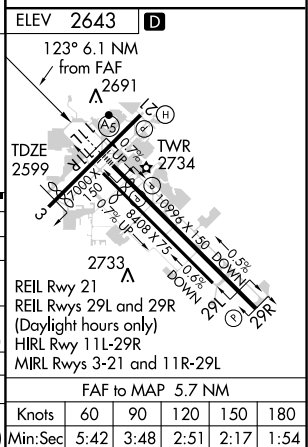 ELEV 2643 D
123° 6.1 NM
from FAF
2691
A5
21
H
P
11L
11R
TDZE
2599
TWR
2734
0.7%
UP
7000 X 150
3
0.7% UP
8408 X 75
10996 X 150
0.6%
DOWN
0.5%
DOWN
P
P
29L
29R
2733
REIL Rwy 21
REIL Rwys 29L and 29R
(Daylight hours only)
HIRL Rwy 11L-29R
MIRL Rwys 3-21 and 11R-29L
FAF to MAP 5.7 NM
Knots 60 90 120 150 180
Min:Sec 5:42 3:48 2:51 2:17 1:54